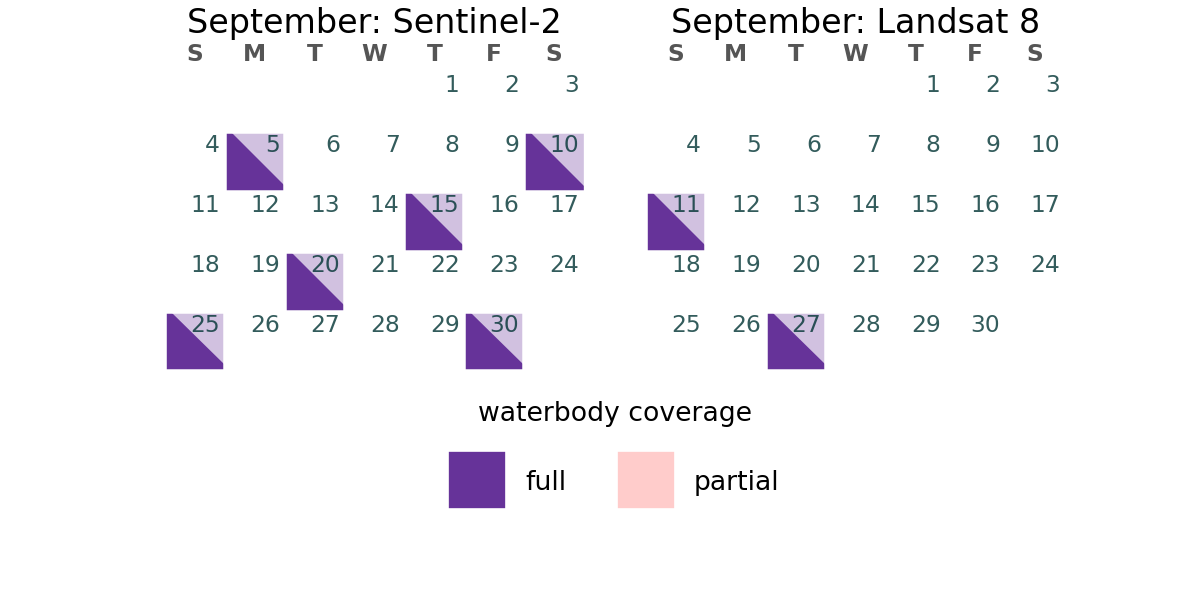 September: Sentinel-2
S M T W T F S
1 2 3
4 5 6 7 8 9 10
11 12 13 14 15 16 17
18 19 20 21 22 23 24
25 26 27 28 29 30
September: Landsat 8
S M T W T F S
1 2 3
4 5 6 7 8 9 10
11 12 13 14 15 16 17
18 19 20 21 22 23 24
25 26 27 28 29 30
waterbody coverage
full partial